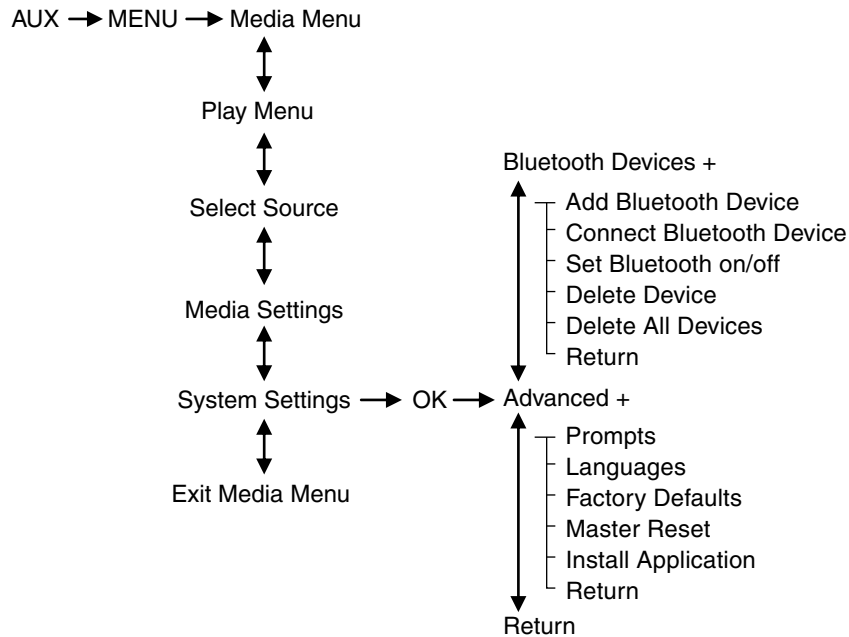 AUX MENU Media Menu
Play Menu
Select Source
Media Settings
System Settings OK Advanced +
Exit Media Menu
Bluetooth Devices +
Add Bluetooth Device
Connect Bluetooth Device
Set Bluetooth on/off
Delete Device
Delete All Devices
Return
Prompts
Languages
Factory Defaults
Master Reset
Install Application
Return
Return